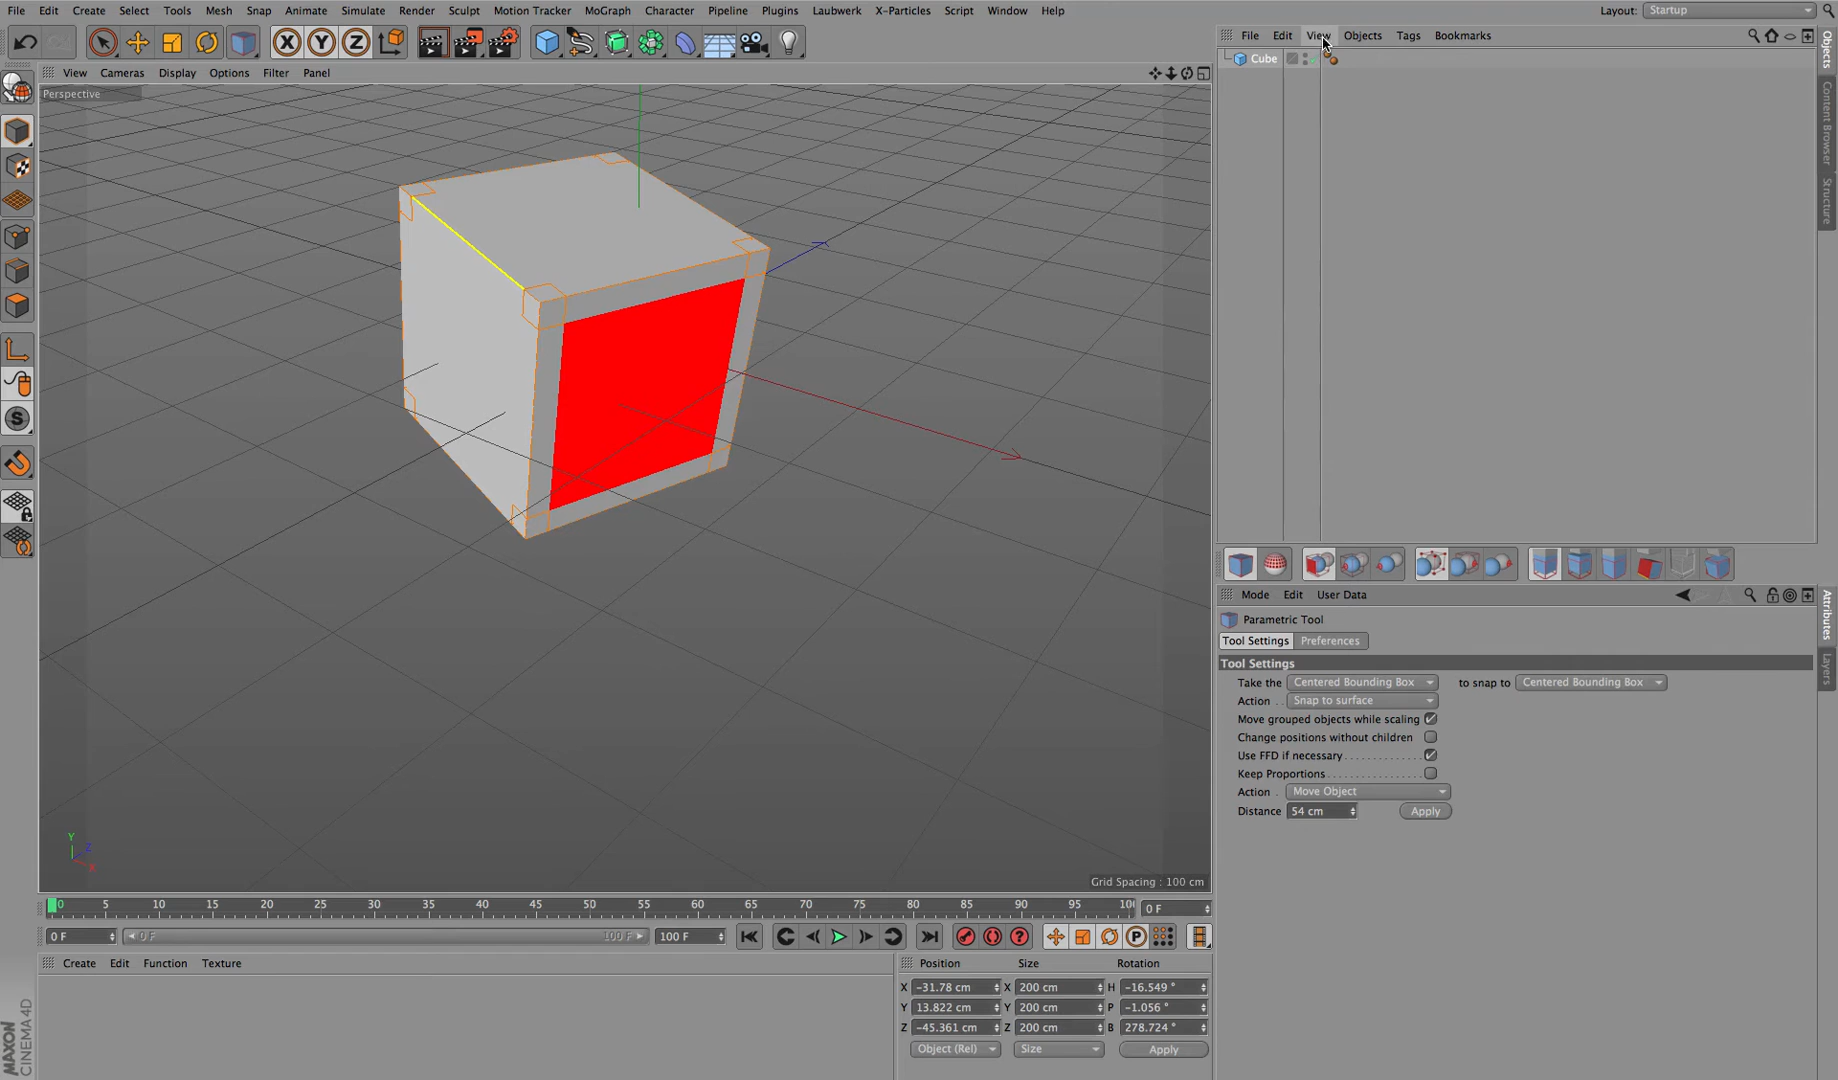 File Edit Create Select Tools Mesh Snap Animate Simulate Render Sculpt Motion Tracker MoGraph Character Pipeline Plugins Laubwerk X-Particles Script Window Help
Layout: Startup
X Y Z
File Edit View Objects Tags Bookmarks
Cube
View Cameras Display Options Filter Panel
Perspective
Grid Spacing : 100 cm
Y
Z
X
S
Objects
Content Browser
Structure
Mode Edit User Data
Parametric Tool
Tool Settings Preferences
Tool Settings
Take the Centered Bounding Box to snap to Centered Bounding Box
Action Snap to surface
Move grouped objects while scaling
Change positions without children
Use FFD if necessary
Keep Proportions
Action Move Object
Distance 54 cm Apply
Attributes
Layers
0 5 10 15 20 25 30 35 40 45 50 55 60 65 70 75 80 85 90 95 10
0 F
0 F 0 F 100 F 100 F
P
Create Edit Function Texture
Position Size Rotation
X -31.78 cm X 200 cm H -16.549 °
Y 13.822 cm Y 200 cm P -1.056 °
Z -45.361 cm Z 200 cm B 278.724 °
Object (Rel) Size Apply
MAXON
CINEMA 4D